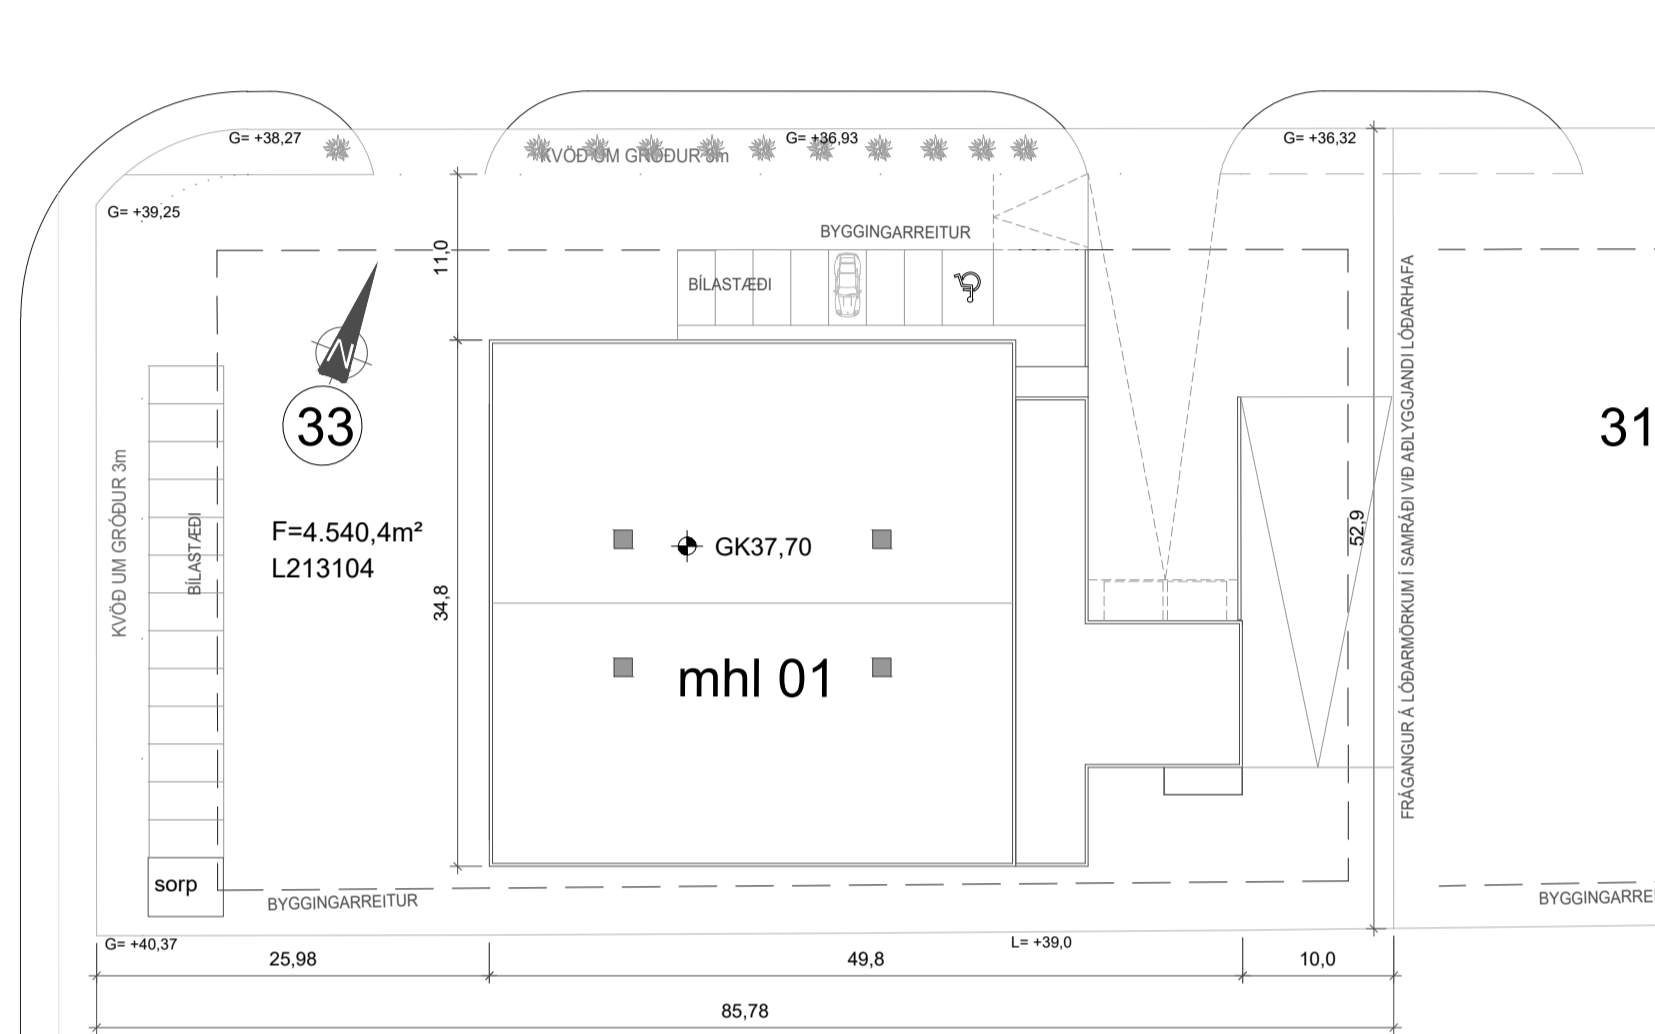 G= +38,27
G= +36,93
G= +36,32
KVÖÐ UM GRÓÐUR 3m
G= +39,25
BYGGINGARREITUR
11,0
BÍLASTÆÐI
N
33
31
KVÖÐ UM GRÓÐUR 3m
BÍLASTÆÐI
F=4.540,4m²
L213104
GK37,70
52,9
FRÁGANGUR Á LÓÐARMÖRKUM Í SAMRÁÐI VIÐ AÐLYGGJANDI LÓÐARHAFA
34,8
mhl 01
sorp
BYGGINGARREITUR
BYGGINGARREI
G= +40,37
L= +39,0
25,98
49,8
10,0
85,78